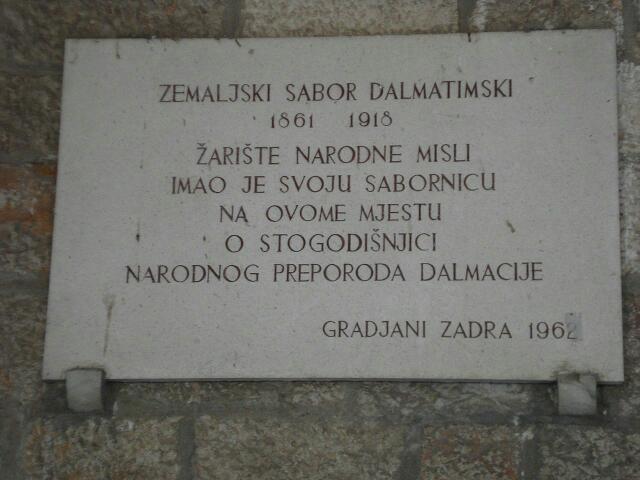 ZEMALJSKI SABOR DALMATIMSKI
1861 1918
ŽARIŠTE NARODNE MISLI
IMAO JE SVOJU SABORNICU
NA OVOME MJESTU
O STOGODIŠNJICI
NARODNOG PREPORODA DALMACIJE
GRADJANI ZADRA 1962